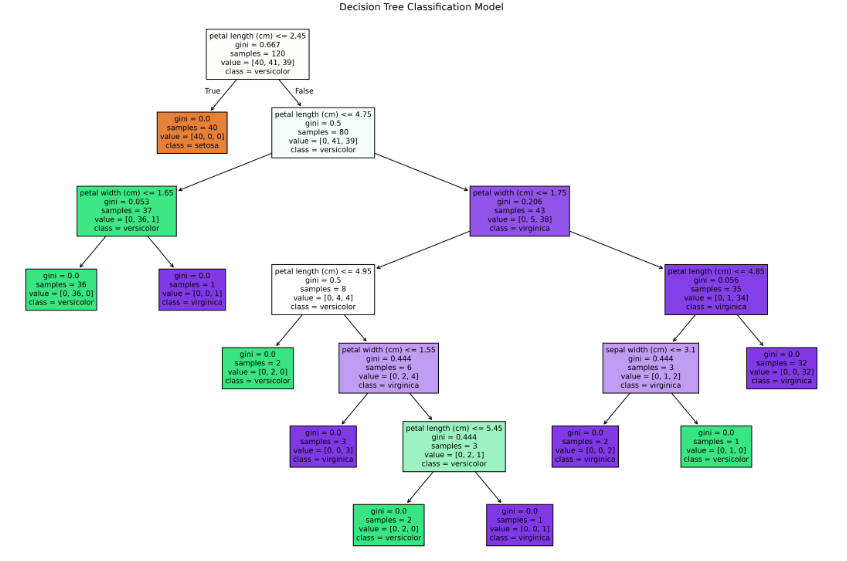 Decision Tree Classification Model
petal length (cm) <= 2.45
gini = 0.667
samples = 120
value = [40, 41, 39]
class = versicolor
True
False
gini = 0.0
samples = 40
value = [40, 0, 0]
class = setosa
petal length (cm) <= 4.75
gini = 0.5
samples = 80
value = [0, 41, 39]
class = versicolor
petal width (cm) <= 1.65
gini = 0.053
samples = 37
value = [0, 36, 1]
class = versicolor
petal width (cm) <= 1.75
gini = 0.206
samples = 43
value = [0, 5, 38]
class = virginica
gini = 0.0
samples = 36
value = [0, 36, 0]
class = versicolor
gini = 0.0
samples = 1
value = [0, 0, 1]
class = virginica
petal length (cm) <= 4.95
gini = 0.5
samples = 8
value = [0, 4, 4]
class = versicolor
petal length (cm) <= 4.85
gini = 0.056
samples = 35
value = [0, 1, 34]
class = virginica
gini = 0.0
samples = 2
value = [0, 2, 0]
class = versicolor
petal width (cm) <= 1.55
gini = 0.444
samples = 6
value = [0, 2, 4]
class = virginica
sepal width (cm) <= 3.1
gini = 0.444
samples = 3
value = [0, 1, 2]
class = virginica
gini = 0.0
samples = 32
value = [0, 0, 32]
class = virginica
gini = 0.0
samples = 3
value = [0, 0, 3]
class = virginica
petal length (cm) <= 5.45
gini = 0.444
samples = 3
value = [0, 2, 1]
class = versicolor
gini = 0.0
samples = 2
value = [0, 0, 2]
class = virginica
gini = 0.0
samples = 1
value = [0, 1, 0]
class = versicolor
gini = 0.0
samples = 2
value = [0, 2, 0]
class = versicolor
gini = 0.0
samples = 1
value = [0, 0, 1]
class = virginica